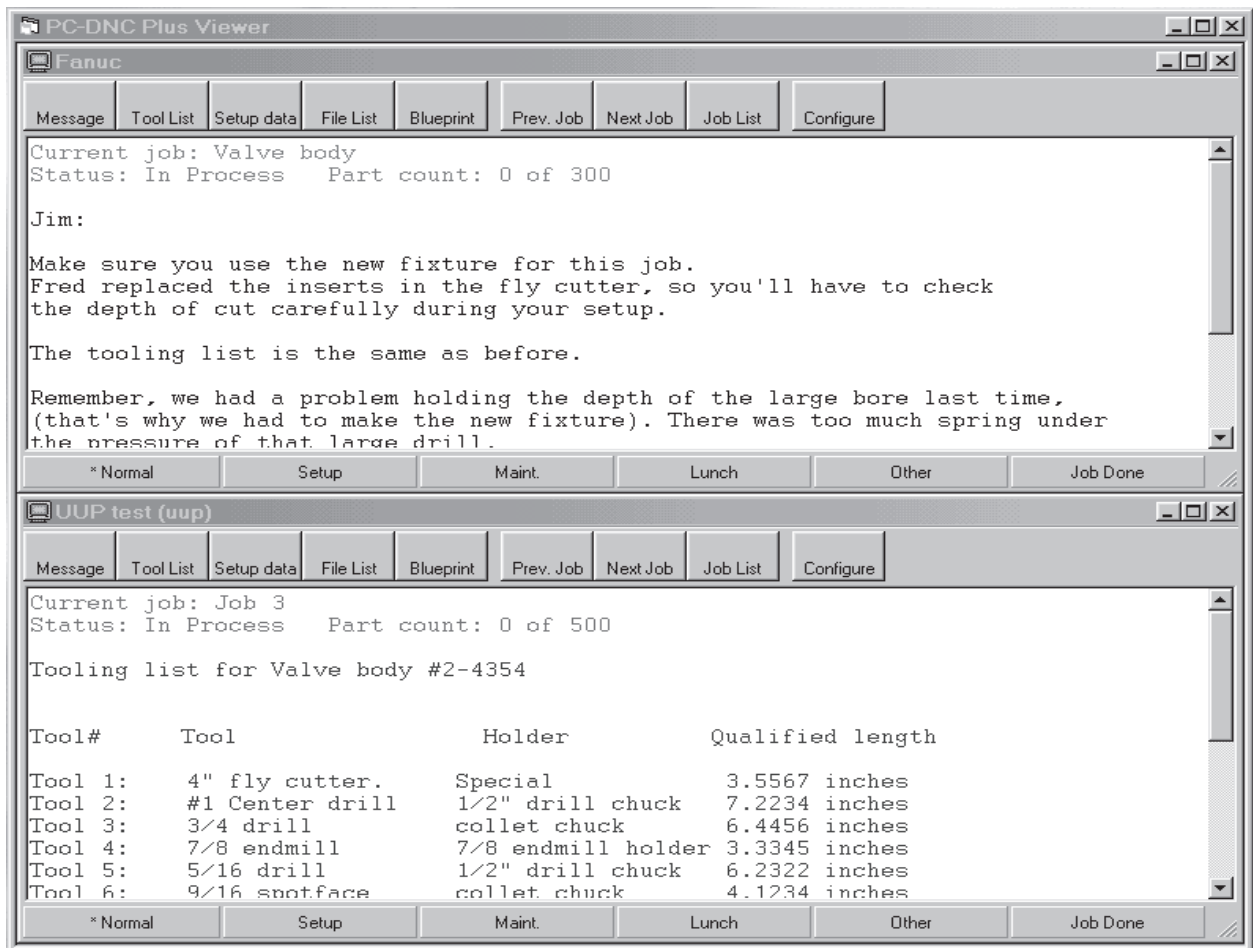 PC-DNC Plus Viewer
Fanuc
Message Tool List Setup data File List Blueprint Prev. Job Next Job Job List Configure
Current job: Valve body
Status: In Process Part count: 0 of 300
Jim:
Make sure you use the new fixture for this job.
Fred replaced the inserts in the fly cutter, so you'll have to check
the depth of cut carefully during your setup.
The tooling list is the same as before.
Remember, we had a problem holding the depth of the large bore last time,
(that's why we had to make the new fixture). There was too much spring under
the pressure of that large drill.
* Normal Setup Maint. Lunch Other Job Done
UUP test (uup)
Message Tool List Setup data File List Blueprint Prev. Job Next Job Job List Configure
Current job: Job 3
Status: In Process Part count: 0 of 500
Tooling list for Valve body #2-4354
Tool# Tool Holder Qualified length
Tool 1: 4" fly cutter. Special 3.5567 inches
Tool 2: #1 Center drill 1/2" drill chuck 7.2234 inches
Tool 3: 3/4 drill collet chuck 6.4456 inches
Tool 4: 7/8 endmill 7/8 endmill holder 3.3345 inches
Tool 5: 5/16 drill 1/2" drill chuck 6.2322 inches
Tool 6: 9/16 spotface collet chuck 4.1234 inches
* Normal Setup Maint. Lunch Other Job Done